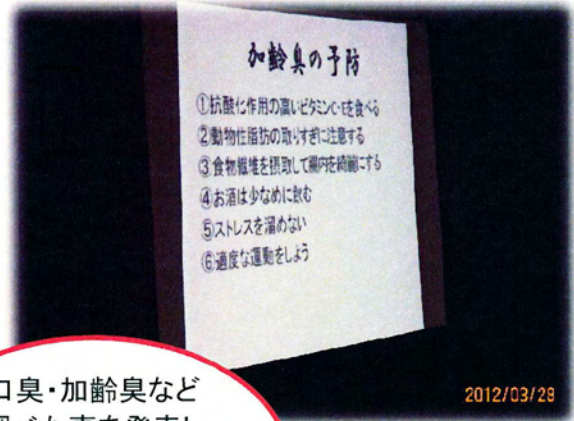 加齢臭の予防
①抗酸化作用の高いビタミンC・Eを食べる
②動物性脂肪の取りすぎに注意する
③食物繊維を摂取して腸内を綺麗にする
④お酒は少なめに飲む
⑤ストレスを溜めない
⑥適度な運動をしよう
2012/03/28
口臭・加齢臭など